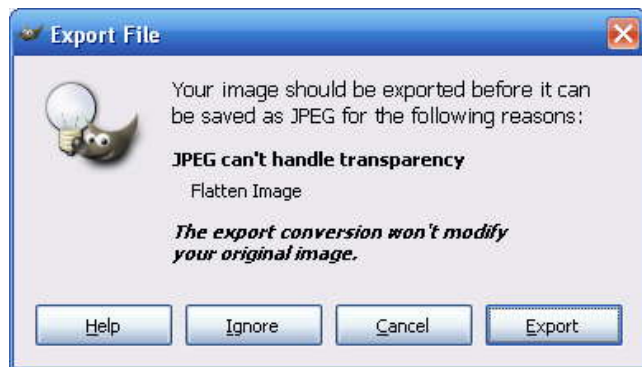 Export File
Your image should be exported before it can
be saved as JPEG for the following reasons:
JPEG can't handle transparency
Flatten Image
The export conversion won't modify
your original image.
Help Ignore Cancel Export